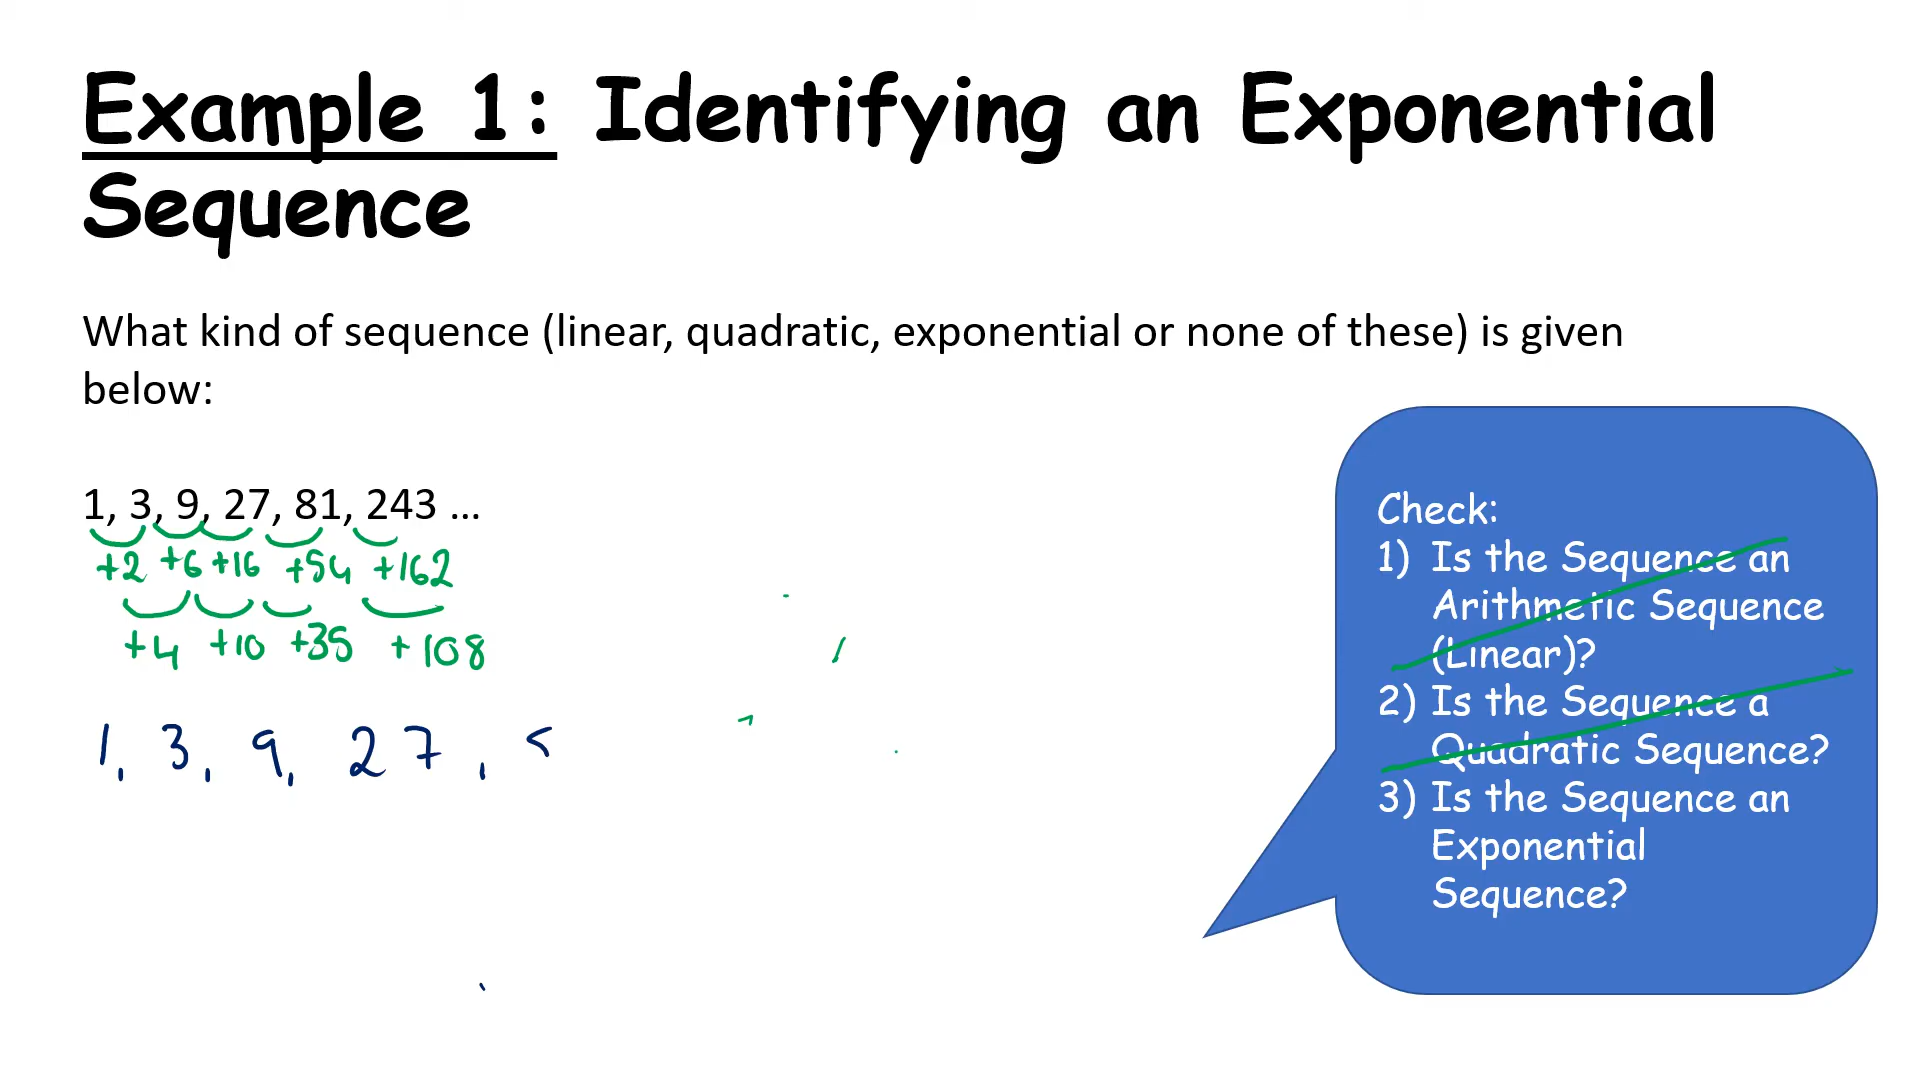 Example 1: Identifying an Exponential
Sequence
What kind of sequence (linear, quadratic, exponential or none of these) is given
below:
1, 3, 9, 27, 81, 243 ...
+2 +6 +16 +54 +162
+4 +10 +35 +108
1, 3, 9, 27,
Check:
1) Is the Sequence an
Arithmetic Sequence
(Linear)?
2) Is the Sequence a
Quadratic Sequence?
3) Is the Sequence an
Exponential
Sequence?